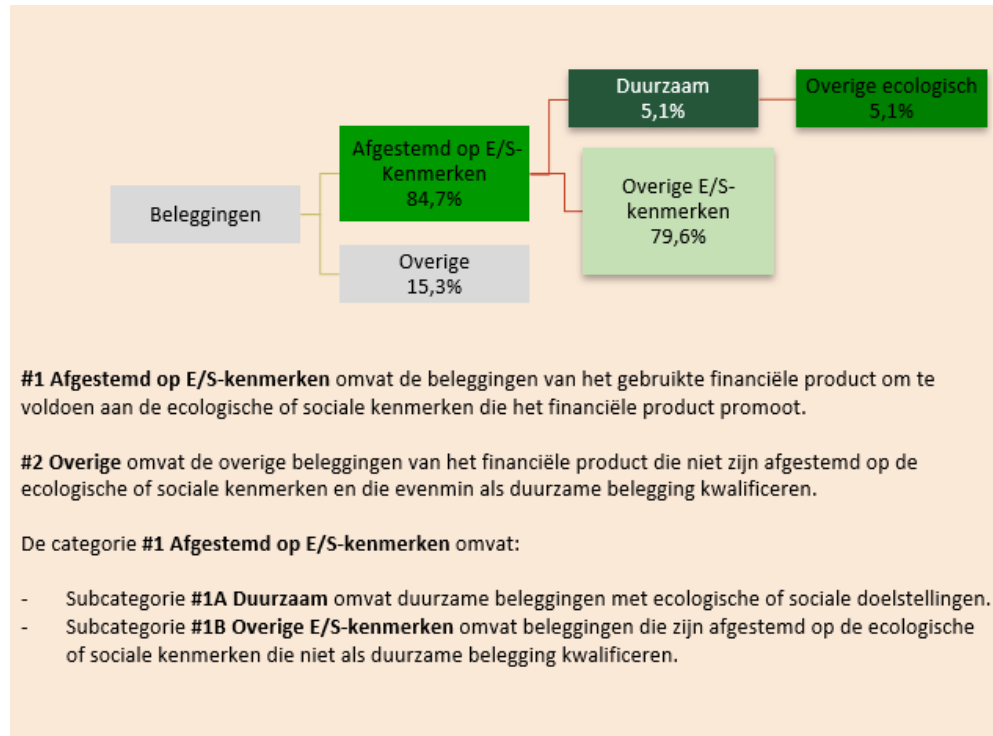 Duurzaam
5,1%
Overige ecologisch
5,1%
Afgestemd op E/S-
Kenmerken
84,7%
Beleggingen
Overige E/S-
kenmerken
79,6%
Overige
15,3%
#1 Afgestemd op E/S-kenmerken omvat de beleggingen van het gebruikte financiële product om te
voldoen aan de ecologische of sociale kenmerken die het financiële product promoot.
#2 Overige omvat de overige beleggingen van het financiële product die niet zijn afgestemd op de
ecologische of sociale kenmerken en die evenmin als duurzame belegging kwalificeren.
De categorie #1 Afgestemd op E/S-kenmerken omvat:
- Subcategorie #1A Duurzaam omvat duurzame beleggingen met ecologische of sociale doelstellingen.
- Subcategorie #1B Overige E/S-kenmerken omvat beleggingen die zijn afgestemd op de ecologische
of sociale kenmerken die niet als duurzame belegging kwalificeren.